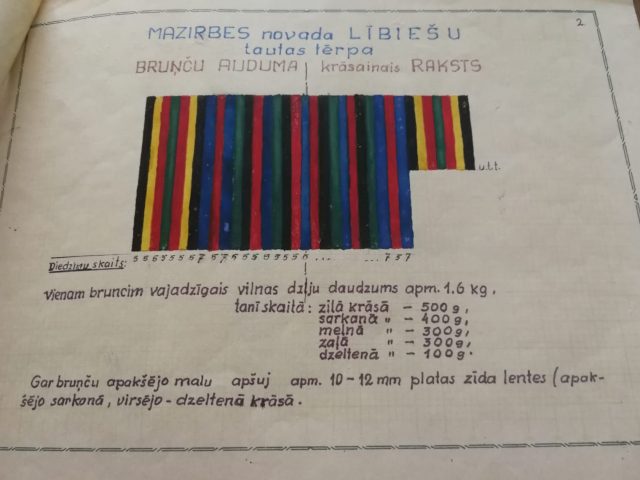 2
MAZIRBES novada LĪBIEŠU
tautas tērpa
BRUŅČU AUDUMA krāsainais RAKSTS
u.t.t.
Diedziņu skaits:
Vienam bruncim vajadzīgais vilnas dziju daudzums apm. 1.6 kg,
tanī skaitā: zilā krāsā – 500 g,
sarkanā " – 400 g,
melnā " – 300 g,
zaļā " – 300 g,
dzeltenā " – 100 g.
Gar bruņču apakšējo malu apšuj apm. 10–12 mm platas zīda lentes (apak-
šējo sarkanā, virsējo – dzeltenā krāsā.